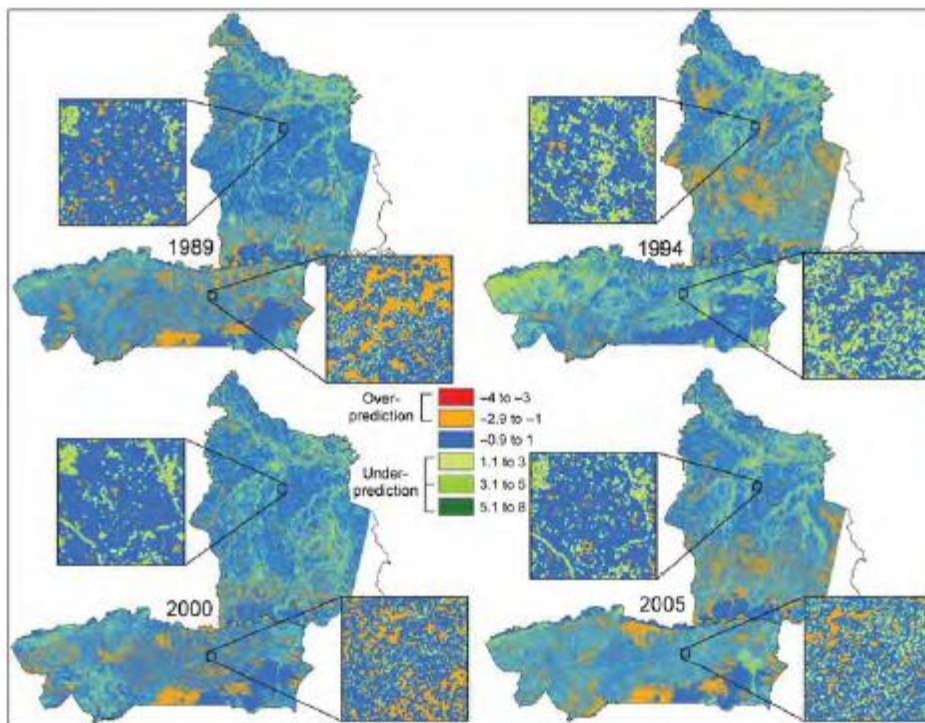 1989
1994
Over-
prediction
–4 to –3
–2.9 to –1
–0.9 to 1
Under-
prediction
1.1 to 3
3.1 to 5
5.1 to 8
2000
2005